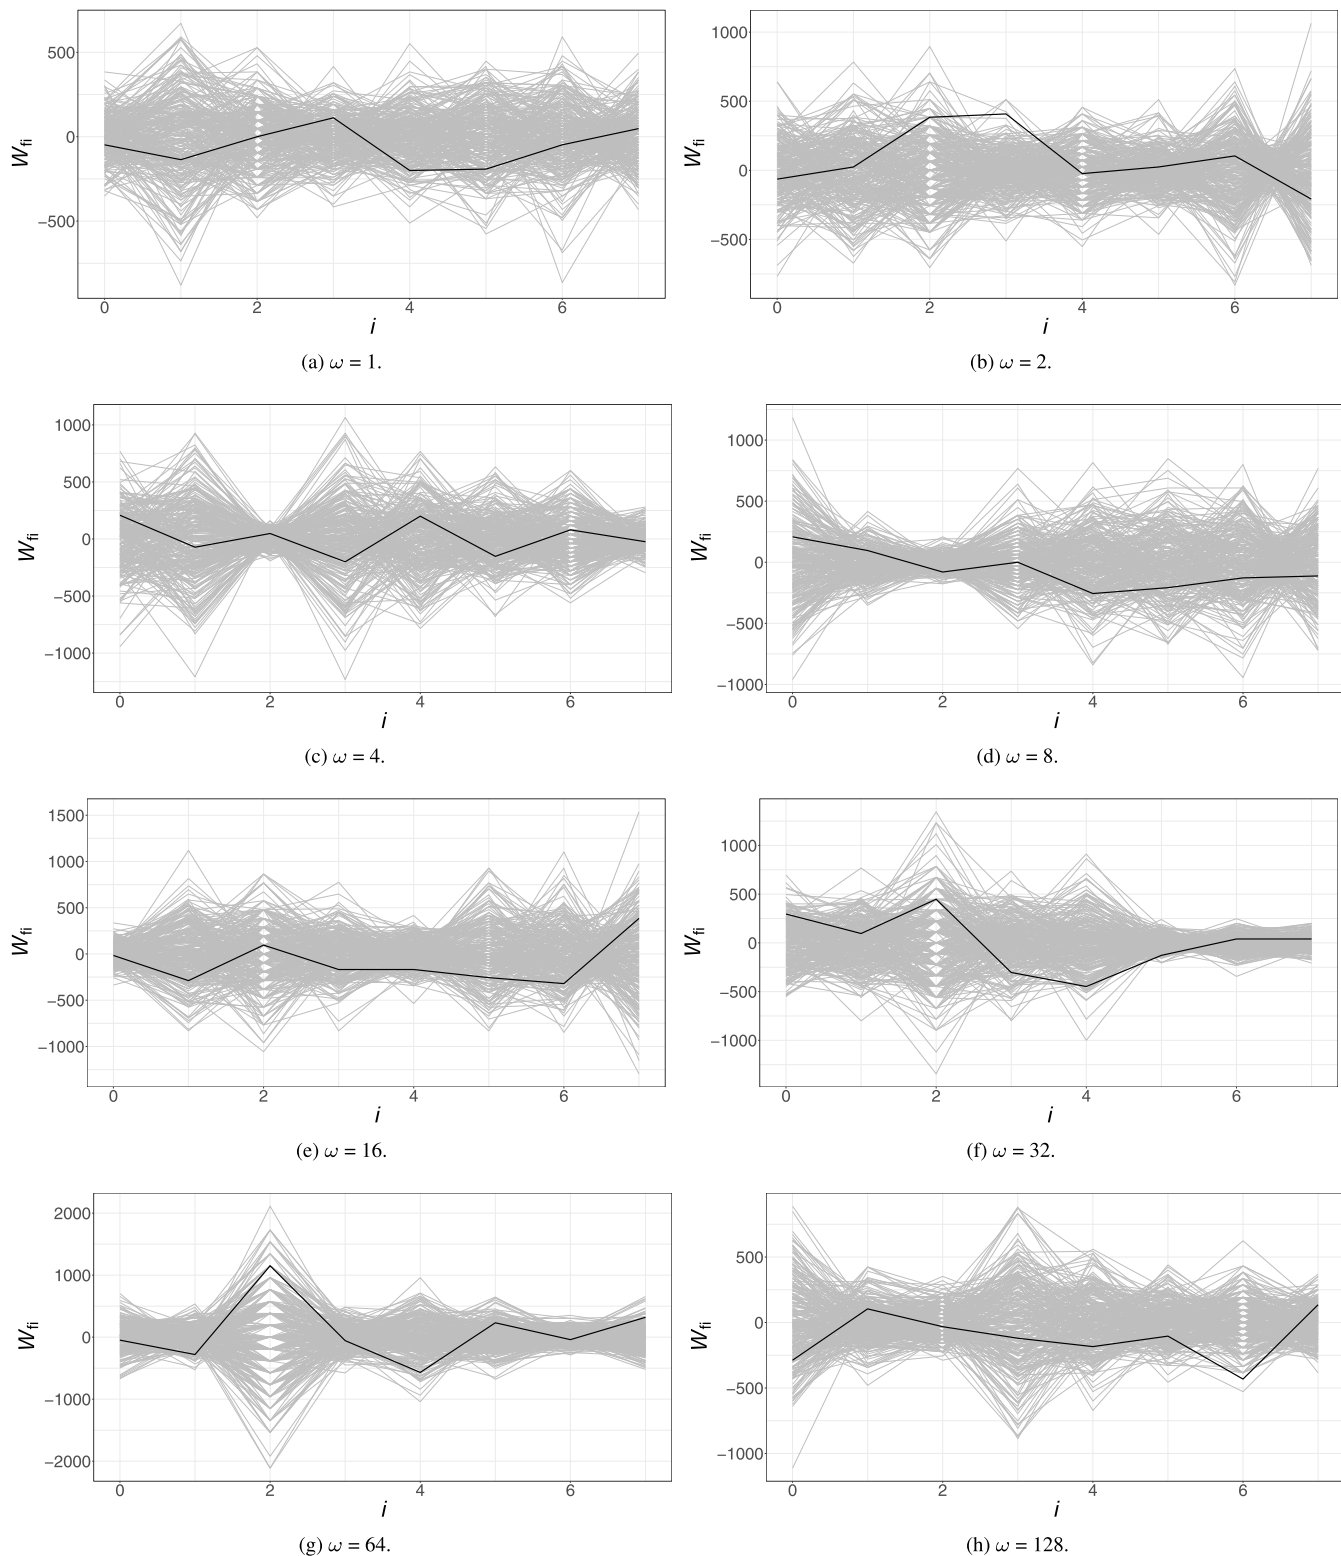 500
0
−500
W_fi
0 2 4 6
i
(a) ω = 1.
1000
500
0
−500
W_fi
0 2 4 6
i
(b) ω = 2.
1000
500
0
−500
−1000
W_fi
0 2 4 6
i
(c) ω = 4.
1000
500
0
−500
−1000
W_fi
0 2 4 6
i
(d) ω = 8.
1500
1000
500
0
−500
−1000
W_fi
0 2 4 6
i
(e) ω = 16.
1000
500
0
−500
−1000
W_fi
0 2 4 6
i
(f) ω = 32.
2000
1000
0
−1000
−2000
W_fi
0 2 4 6
i
(g) ω = 64.
500
0
−500
−1000
W_fi
0 2 4 6
i
(h) ω = 128.